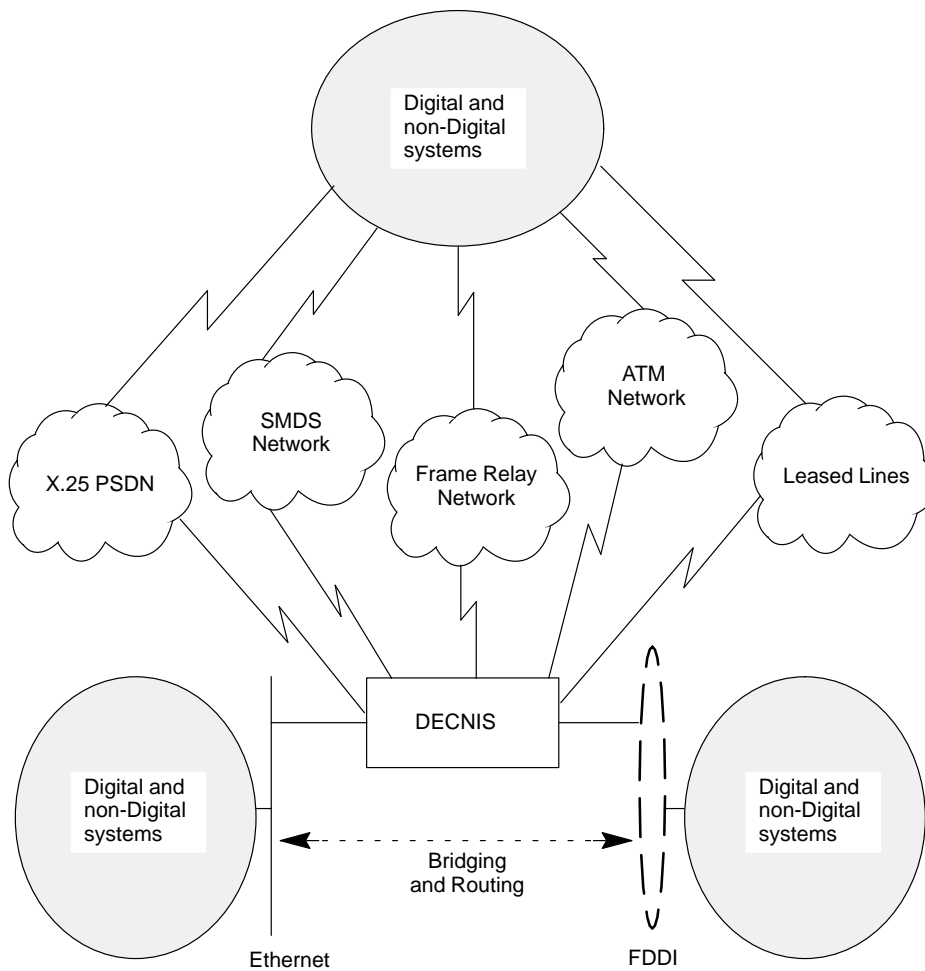 Digital and
non-Digital
systems
ATM
Network
SMDS
Network
X.25 PSDN
Frame Relay
Network
Leased Lines
DECNIS
Digital and
non-Digital
systems
Digital and
non-Digital
systems
Bridging
and Routing
Ethernet
FDDI